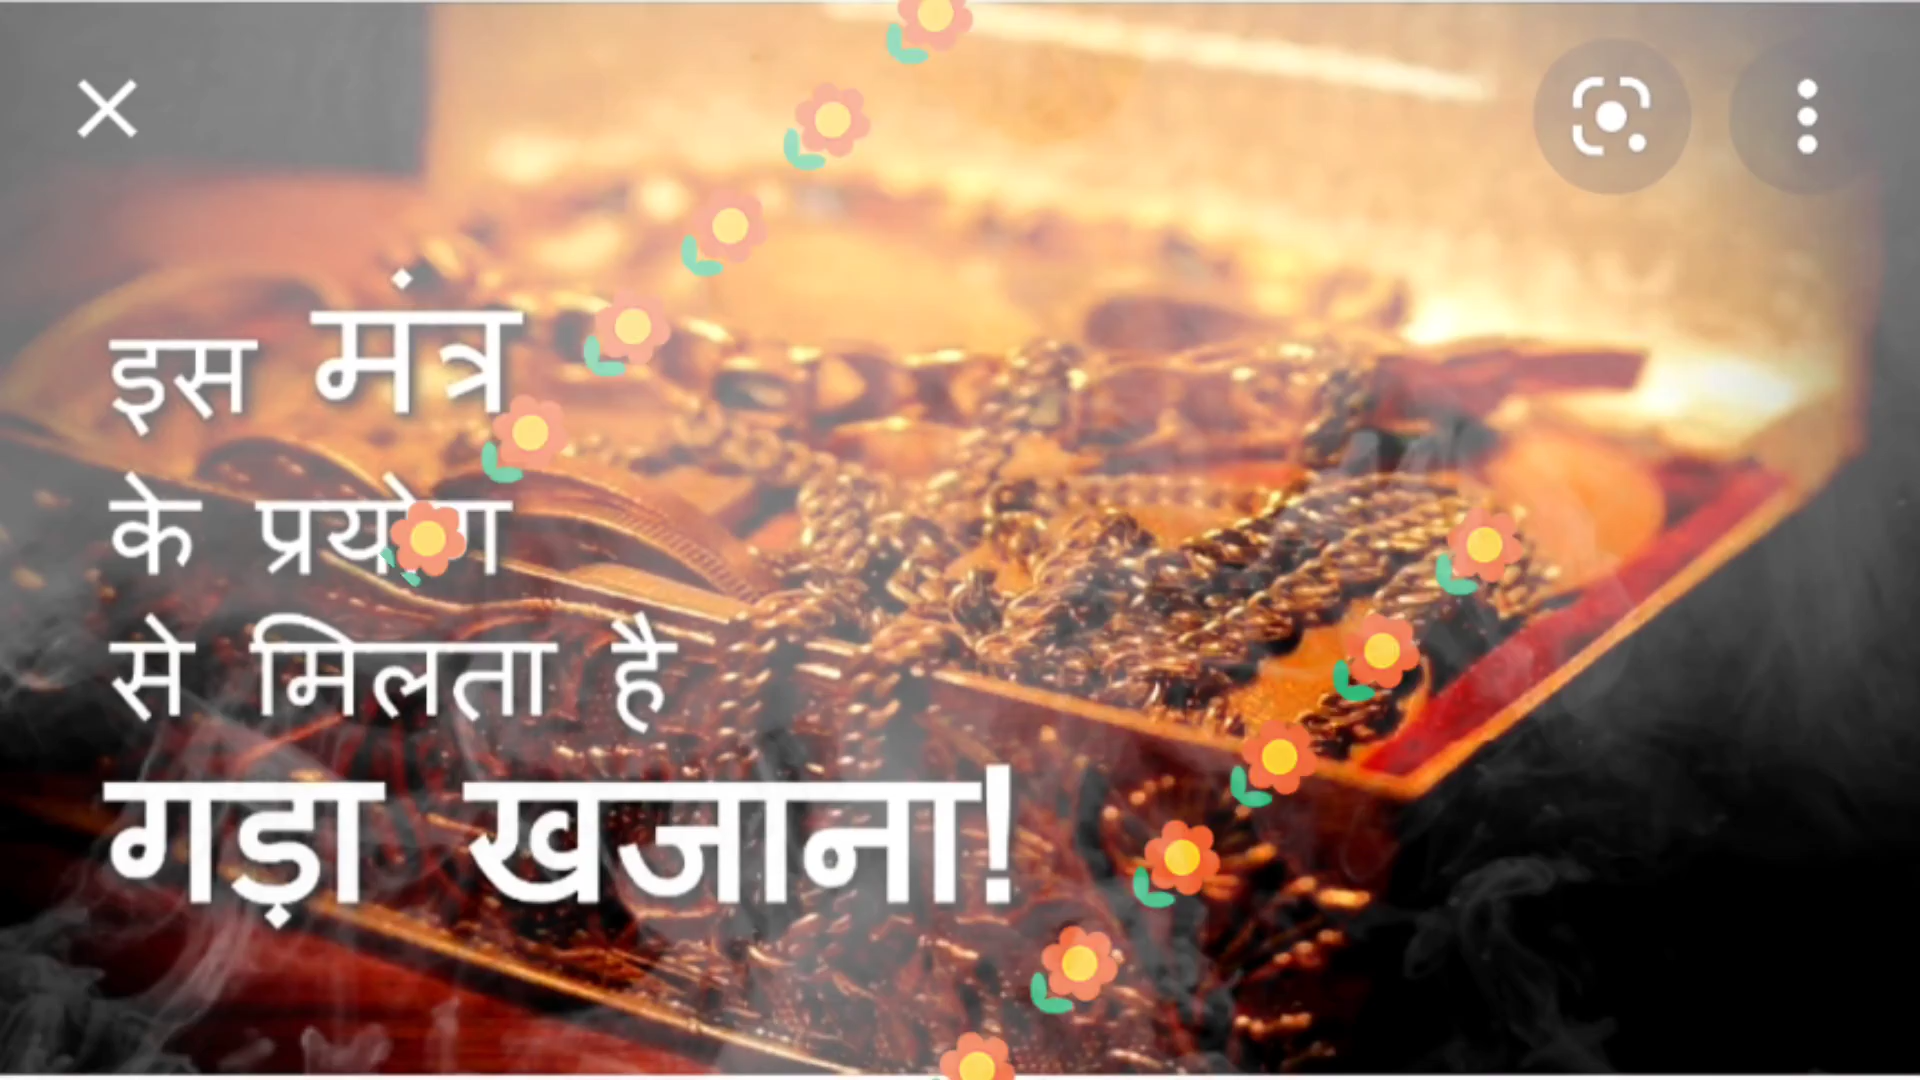 इस मंत्र
के प्रयोग
से मिलता है
गड़ा खजाना!